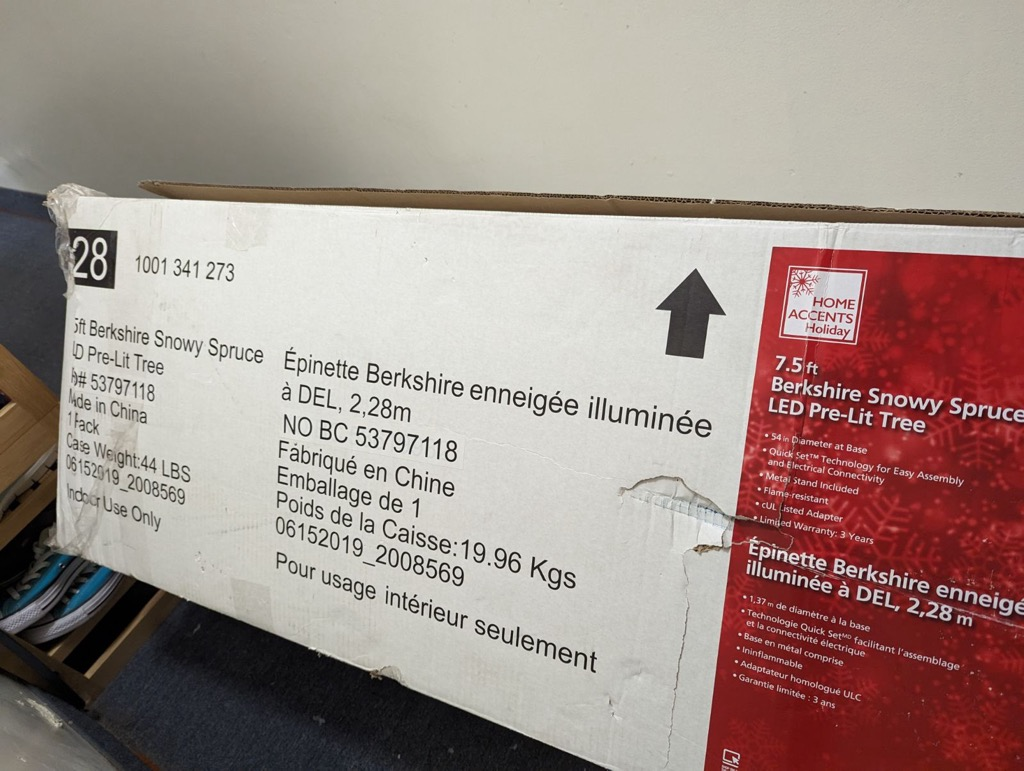 28
1001 341 273
5ft Berkshire Snowy Spruce
D Pre-Lit Tree
# 53797118
Made in China
1 Pack
Case Weight:44 LBS
06152019_2008569
Indoor Use Only
Épinette Berkshire enneigée illuminée
à DEL, 2,28m
NO BC 53797118
Fabriqué en Chine
Emballage de 1
Poids de la Caisse:19.96 Kgs
06152019_2008569
Pour usage intérieur seulement
HOME
ACCENTS
Holiday
7.5 ft
Berkshire Snowy Spruce
LED Pre-Lit Tree
• 54 in Diameter at Base
• Quick Set™ Technology for Easy Assembly
and Electrical Connectivity
• Metal Stand Included
• Flame-resistant
• cUL Listed Adapter
• Limited Warranty: 3 Years
Épinette Berkshire enneigé
illuminée à DEL, 2,28 m
• 1,37 m de diamétre à la base
• Technologie Quick Set MD facilitant l'assemblage
et la connectivité électrique
• Base en métal comprise
• Ininflammable
• Adaptateur homologué ULC
• Garantie limitée : 3 ans